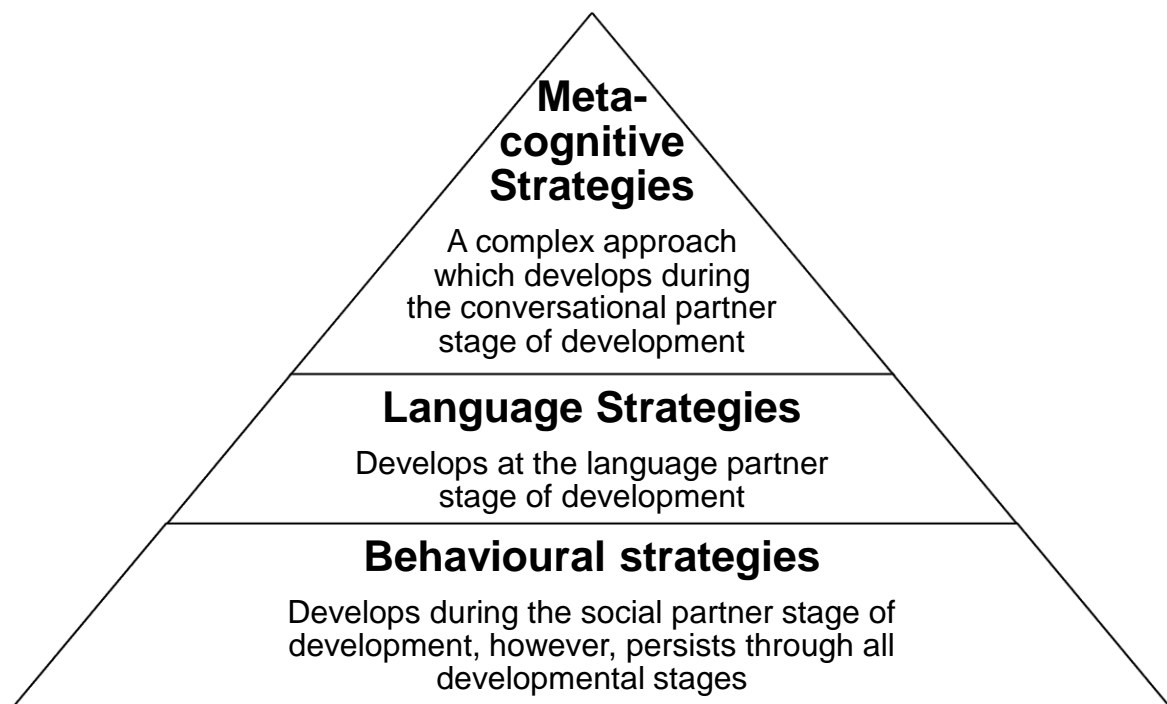 Meta-
cognitive
Strategies
A complex approach
which develops during
the conversational partner
stage of development
Language Strategies
Develops at the language partner
stage of development
Behavioural strategies
Develops during the social partner stage of
development, however, persists through all
developmental stages